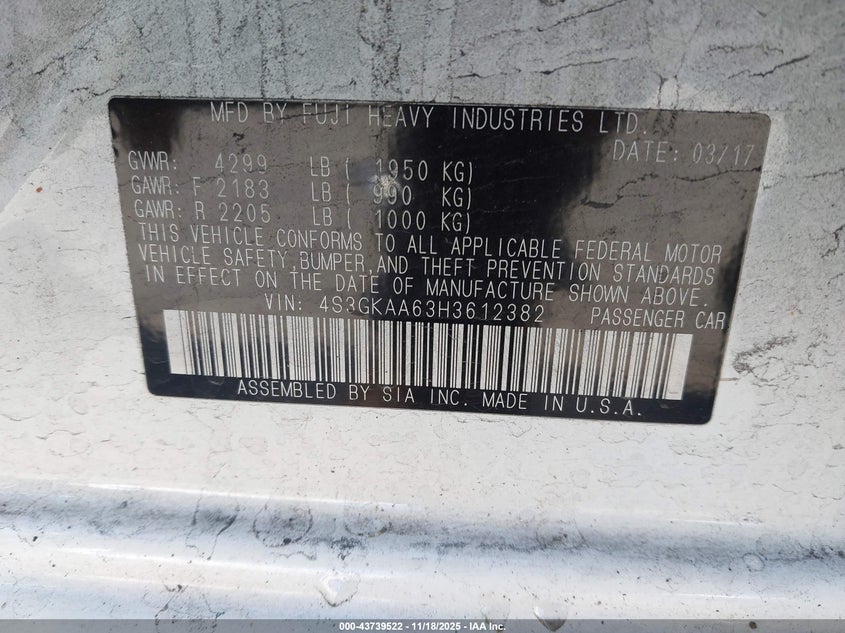 MFD BY FUJI HEAVY INDUSTRIES LTD.
DATE: 03/17
GVWR: 4299 LB ( 1950 KG)
GAWR: F 2183 LB ( 990 KG)
GAWR: R 2205 LB ( 1000 KG)
THIS VEHICLE CONFORMS TO ALL APPLICABLE FEDERAL MOTOR
VEHICLE SAFETY, BUMPER, AND THEFT PREVENTION STANDARDS
IN EFFECT ON THE DATE OF MANUFACTURE SHOWN ABOVE.
VIN: 4S3GKAA63H3612382 PASSENGER CAR
ASSEMBLED BY SIA INC. MADE IN U.S.A.
000-43739522 - 11/18/2025 - IAA Inc.